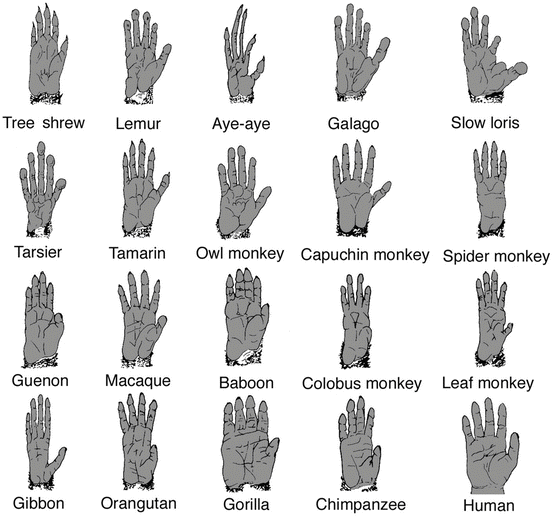 Tree shrew Lemur Aye-aye Galago Slow loris
Tarsier Tamarin Owl monkey Capuchin monkey Spider monkey
Guenon Macaque Baboon Colobus monkey Leaf monkey
Gibbon Orangutan Gorilla Chimpanzee Human